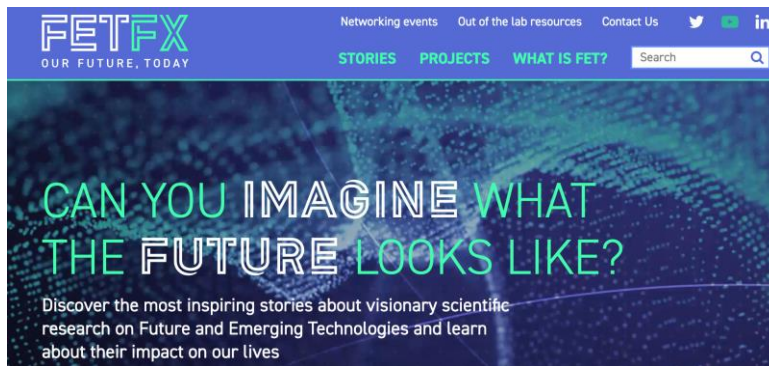 FETFX
OUR FUTURE, TODAY
Networking events Out of the lab resources Contact Us
in
STORIES PROJECTS WHAT IS FET? Search
CAN YOU IMAGINE WHAT
THE FUTURE LOOKS LIKE?
Discover the most inspiring stories about visionary scientific
research on Future and Emerging Technologies and learn
about their impact on our lives